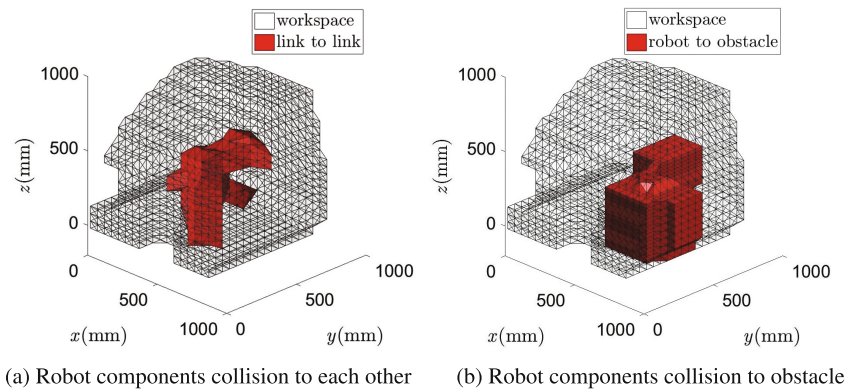 workspace
link to link
1000
500
0
z(mm)
0
500
1000
x(mm)
0
500
1000
y(mm)
(a) Robot components collision to each other
workspace
robot to obstacle
1000
500
0
z(mm)
0
500
1000
x(mm)
0
500
1000
y(mm)
(b) Robot components collision to obstacle